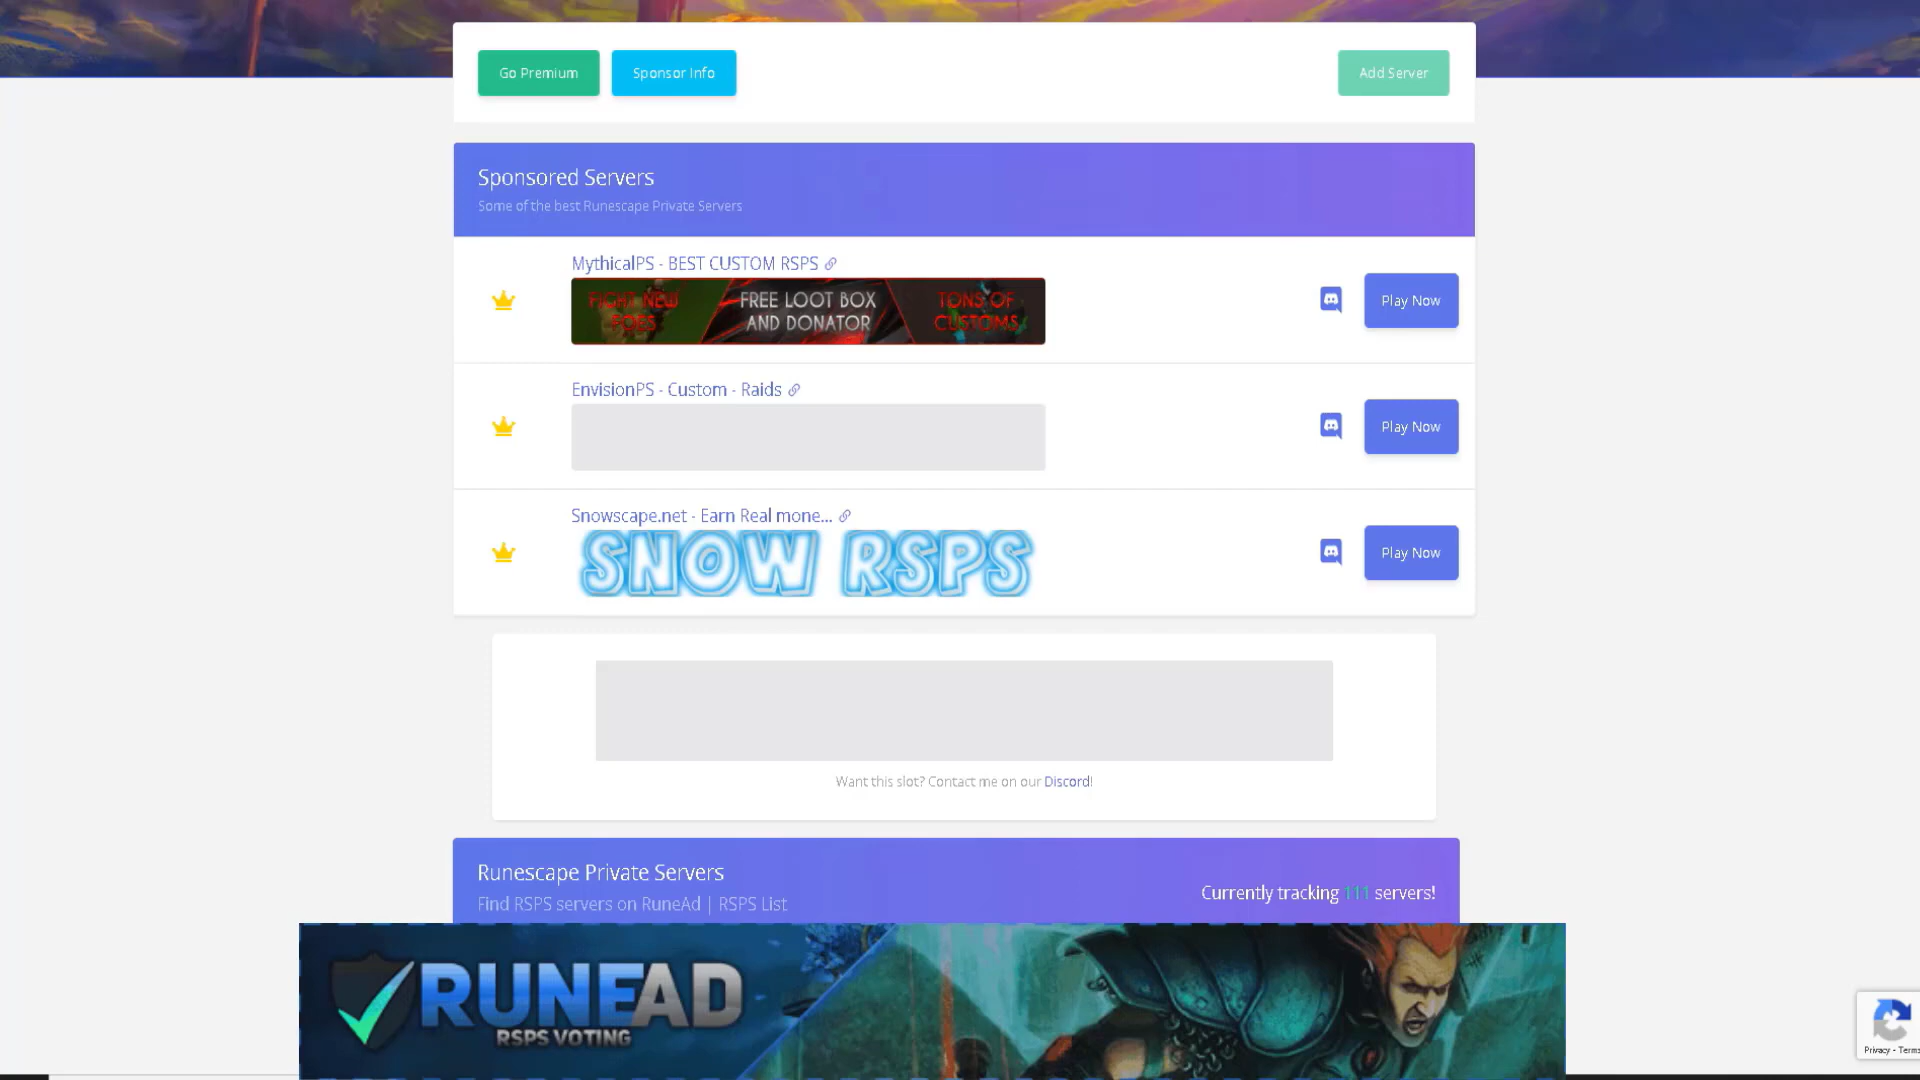 Go Premium
Sponsor Info
Add Server
Sponsored Servers
Some of the best Runescape Private Servers
MythicalPS - BEST CUSTOM RSPS
FIGHT NEW
FOES
FREE LOOT BOX
AND DONATOR
TONS OF
CUSTOMS
Play Now
EnvisionPS - Custom - Raids
Play Now
Snowscape.net - Earn Real mone...
SNOW RSPS
Play Now
Want this slot? Contact me on our Discord!
Runescape Private Servers
Find RSPS servers on RuneAd | RSPS List
Currently tracking 111 servers!
RUNEAD
RSPS VOTING
Privacy - Terms